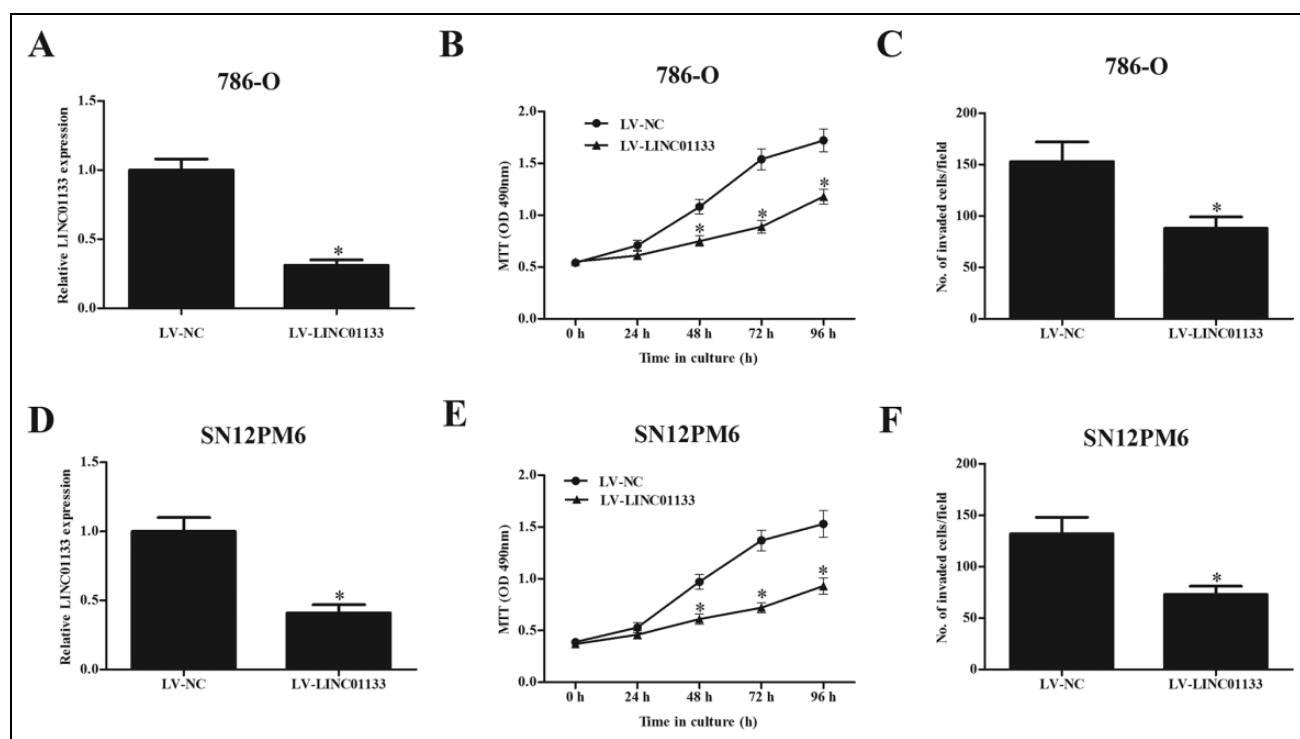 A
786-O
Relative LINC01133 expression
1.5
1.0
0.5
0.0
*
LV-NC
LV-LINC01133
B
786-O
MTT (OD 490nm)
2.0
1.5
1.0
0.5
0.0
LV-NC
LV-LINC01133
*
*
*
0 h
24 h
48 h
72 h
96 h
Time in culture (h)
C
786-O
No. of invaded cells/field
200
150
100
50
0
*
LV-NC
LV-LINC01133
D
SN12PM6
Relative LINC01133 expression
1.5
1.0
0.5
0.0
*
LV-NC
LV-LINC01133
E
SN12PM6
MTT (OD 490nm)
2.0
1.5
1.0
0.5
0.0
LV-NC
LV-LINC01133
*
*
*
0 h
24 h
48 h
72 h
96 h
Time in culture (h)
F
SN12PM6
No. of invaded cells/field
200
150
100
50
0
*
LV-NC
LV-LINC01133